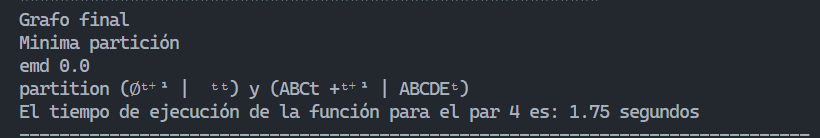 Grafo final
Minima partición
emd 0.0
partition (Øᵗ⁺¹ |  ᵗᵗ) y (ABCt +ᵗ⁺¹ | ABCDEᵗ)
El tiempo de ejecución de la función para el par 4 es: 1.75 segundos